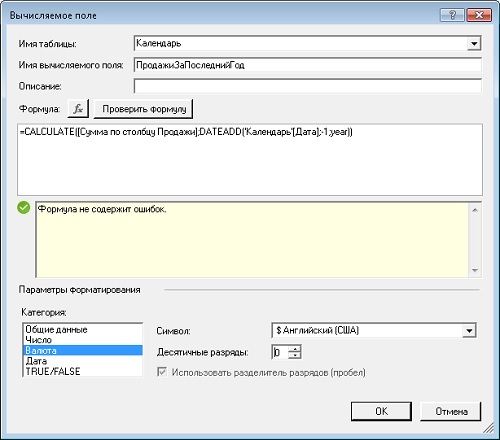 Вычисляемое поле
Имя таблицы: Календарь
Имя вычисляемого поля: ПродажиЗаПоследнийГод
Описание:
Формула: fx Проверить формулу
=CALCULATE([Сумма по столбцу Продажи];DATEADD('Календарь'[Дата];-1;year))
Формула не содержит ошибок.
Параметры форматирования
Категория:
Общие данные
Число
Валюта
Дата
TRUE/FALSE
Символ: $ Английский (США)
Десятичные разряды: 0
Использовать разделитель разрядов (пробел)
OK Отмена